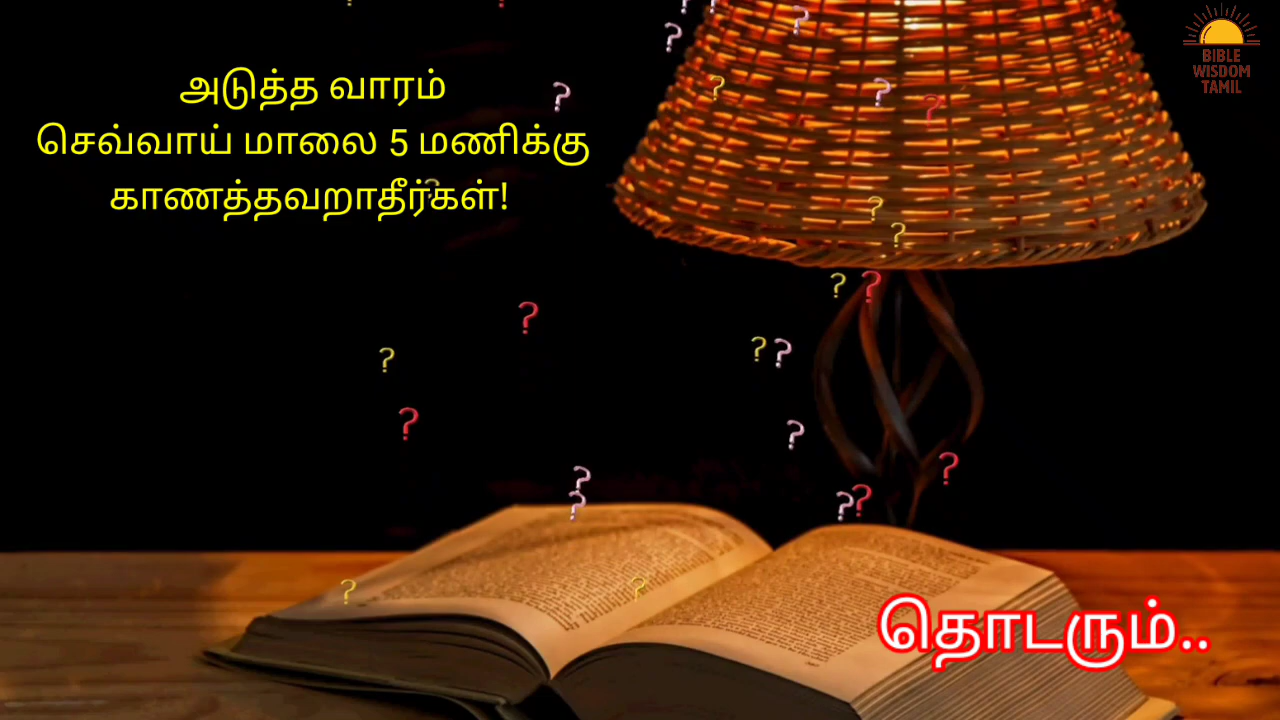 அடுத்த வாரம்
செவ்வாய் மாலை 5 மணிக்கு
காணத்தவறாதீர்கள்!
BIBLE
WISDOM
TAMIL
தொடரும்..